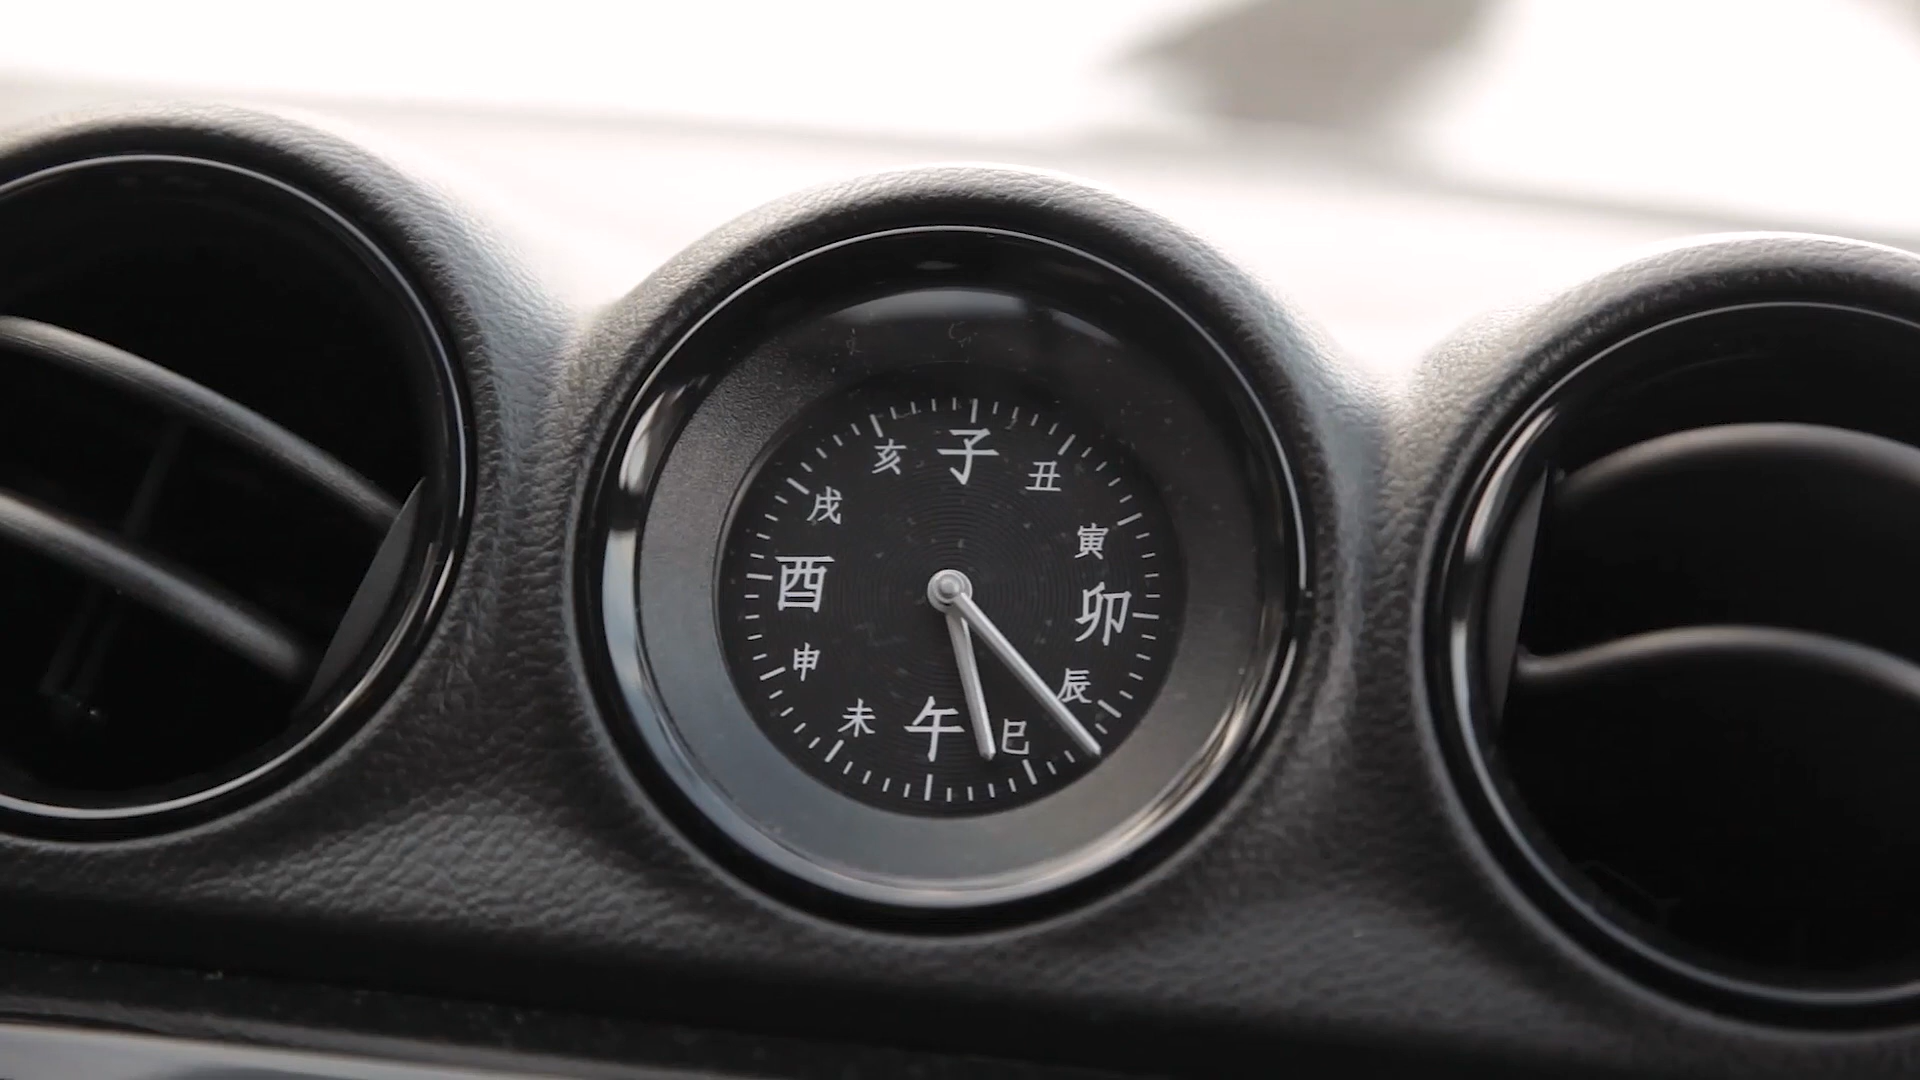 子
丑
寅
卯
辰
巳
午
未
申
酉
戌
亥